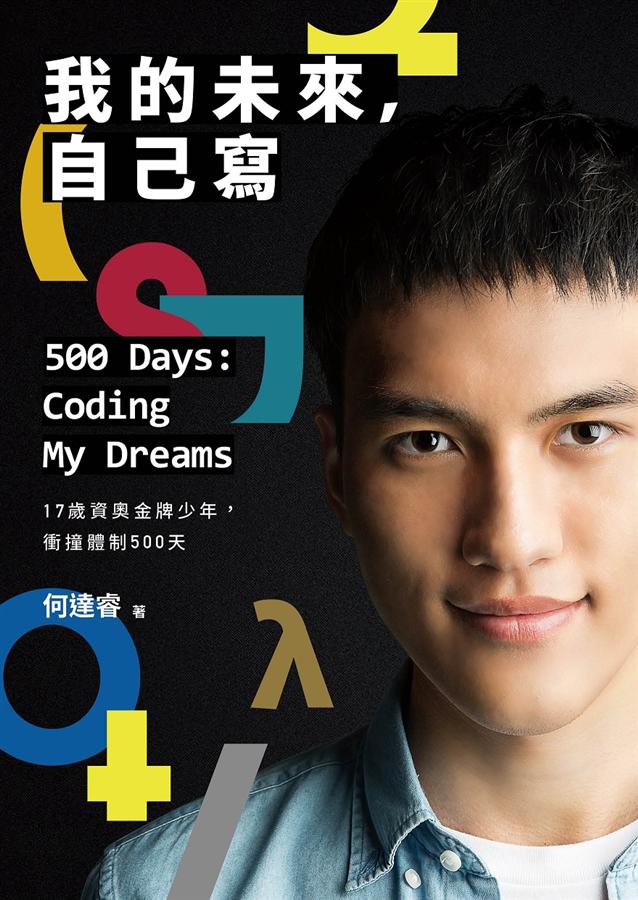 我的未來,
自己寫
500 Days:
Coding
My Dreams
17歲資奧金牌少年，
衝撞體制500天
何達睿 著
λ